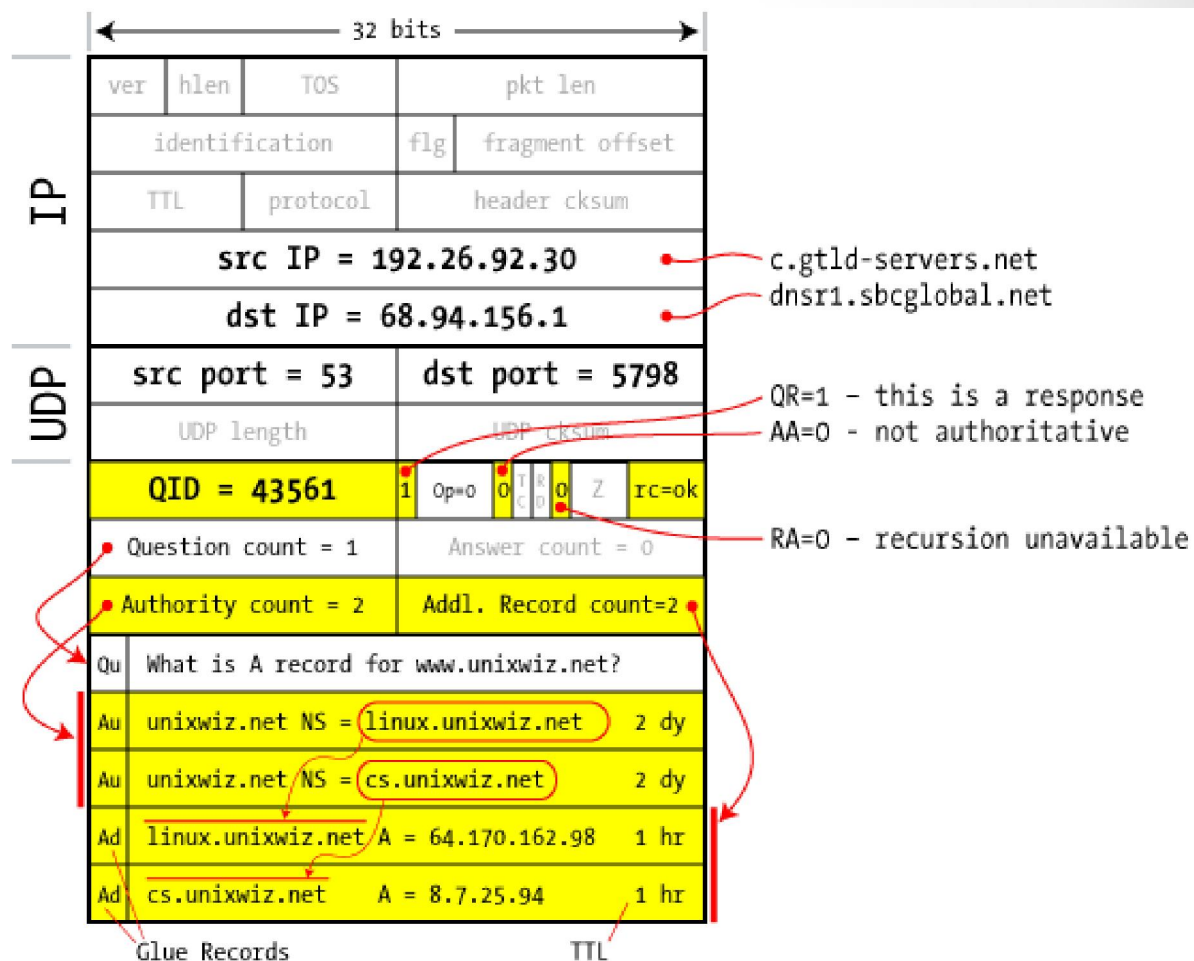 32 bits
IP
ver hlen TOS pkt len
identification flg fragment offset
TTL protocol header cksum
src IP = 192.26.92.30
c.gtld-servers.net
dst IP = 68.94.156.1
dnsr1.sbcglobal.net
UDP
src port = 53 dst port = 5798
UDP length UDP cksum
QR=1 – this is a response
AA=0 - not authoritative
QID = 43561 1 Op=0 0 TC RD 0 Z rc=ok
RA=0 – recursion unavailable
Question count = 1 Answer count = 0
Authority count = 2 Addl. Record count=2
Qu What is A record for www.unixwiz.net?
Au unixwiz.net NS = linux.unixwiz.net 2 dy
Au unixwiz.net NS = cs.unixwiz.net 2 dy
Ad linux.unixwiz.net A = 64.170.162.98 1 hr
Ad cs.unixwiz.net A = 8.7.25.94 1 hr
Glue Records
TTL